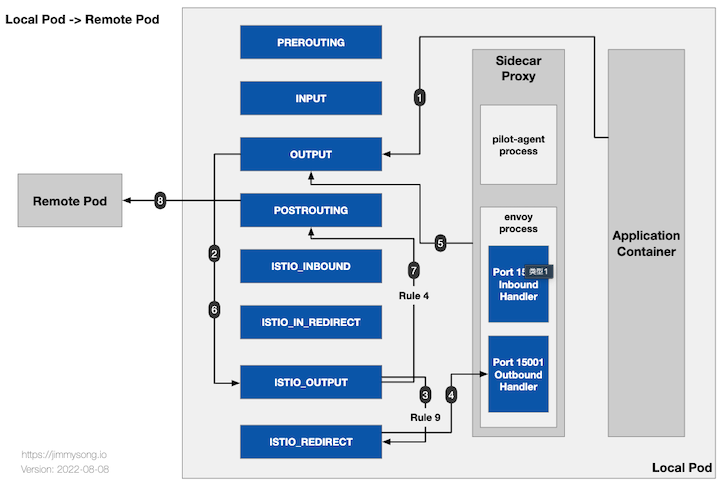 Local Pod -> Remote Pod
PREROUTING
INPUT
OUTPUT
POSTROUTING
ISTIO_INBOUND
ISTIO_IN_REDIRECT
ISTIO_OUTPUT
ISTIO_REDIRECT
Remote Pod
Sidecar
Proxy
pilot-agent
process
envoy
process
Port 15
类型1
Inbound
Handler
Port 15001
Outbound
Handler
Application
Container
1
2
3
4
5
6
7
8
Rule 4
Rule 9
https://jimmysong.io
Version: 2022-08-08
Local Pod